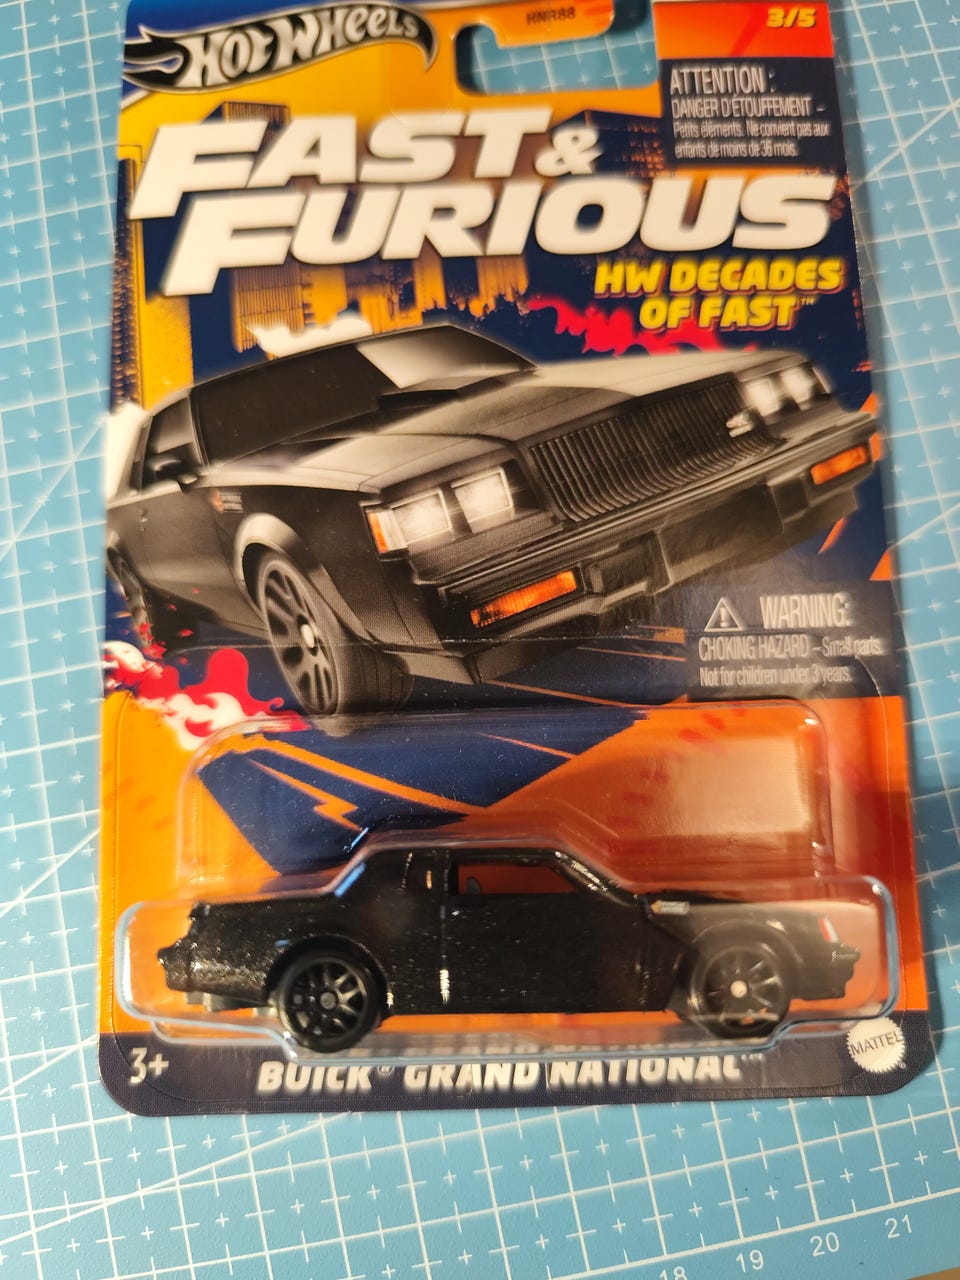 Hot Wheels
HNR88
3/5
ATTENTION :
DANGER D'ÉTOUFFEMENT –
Petits éléments. Ne convient pas aux
enfants de moins de 36 mois.
FAST &
FURIOUS
HW DECADES
OF FAST™
WARNING:
CHOKING HAZARD – Small parts.
Not for children under 3 years.
3+
BUICK® GRAND NATIONAL™
MATTEL
18 19 20 21